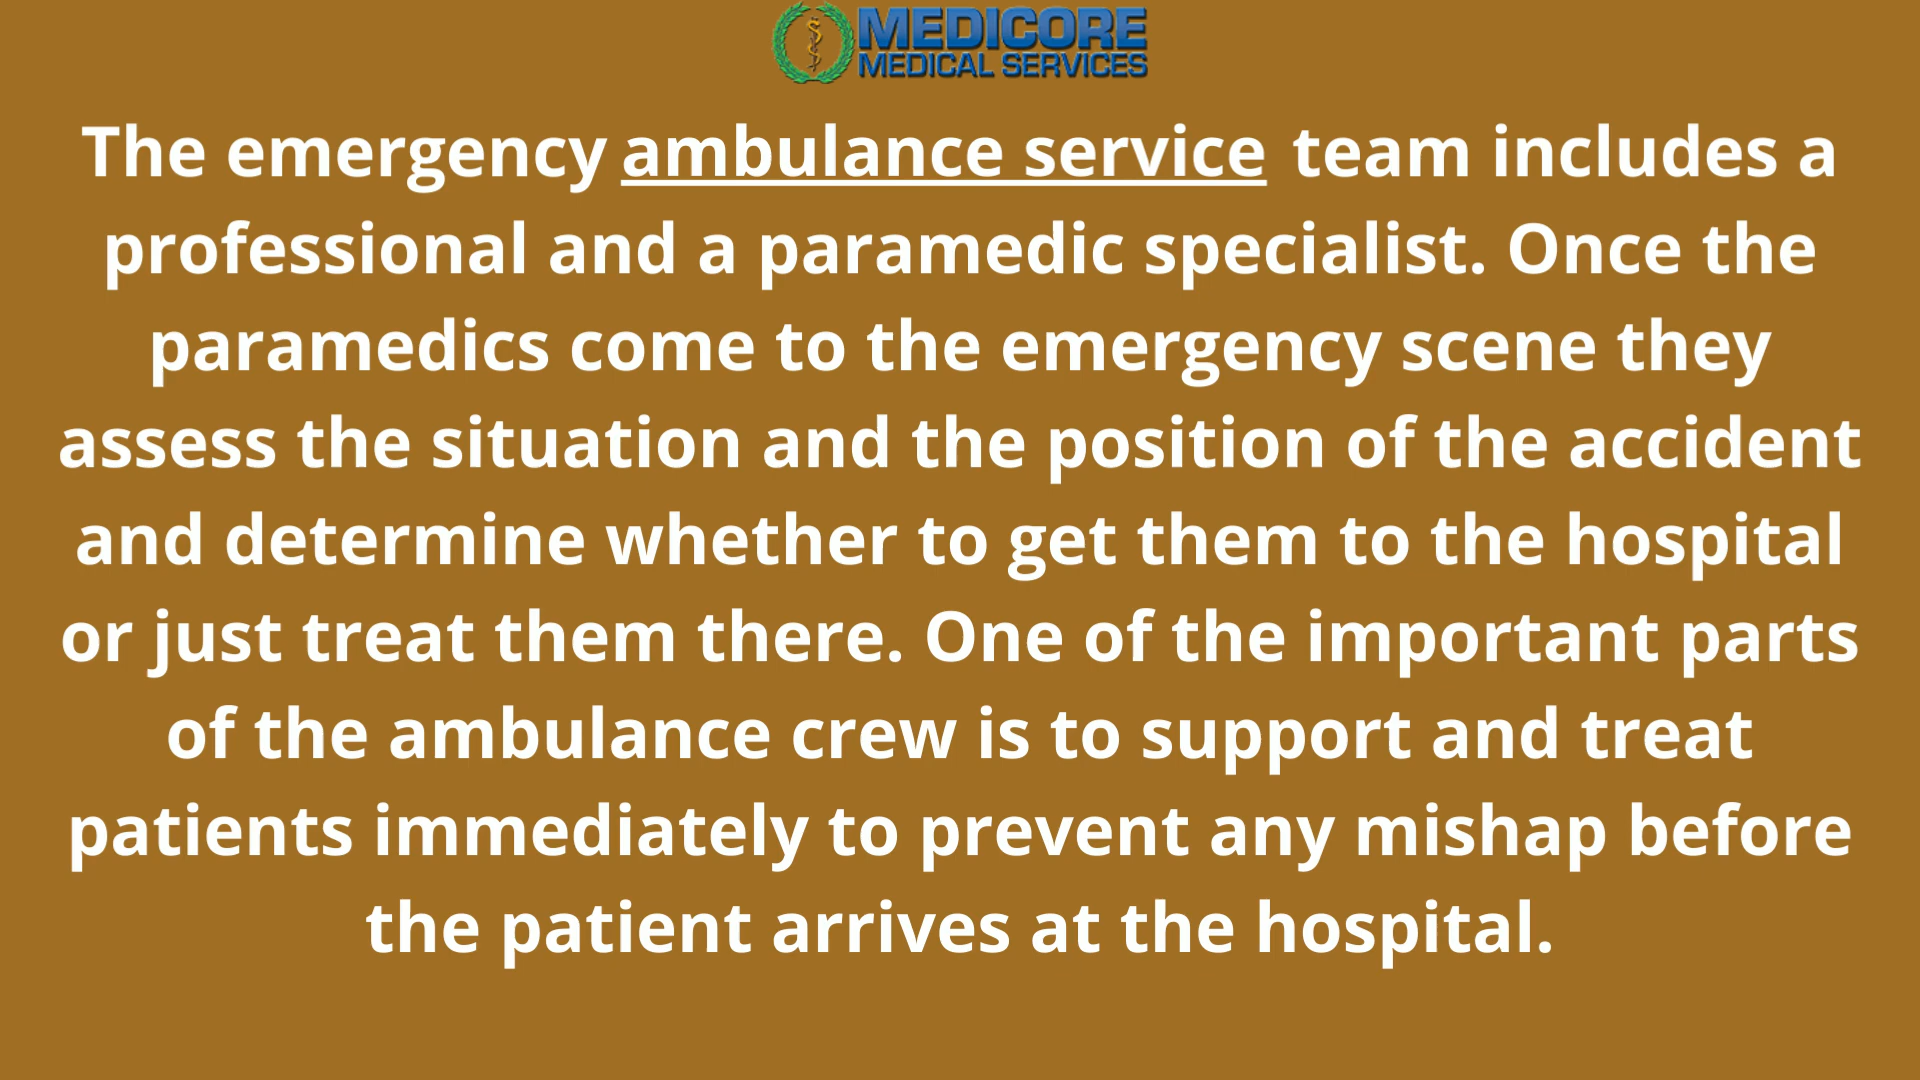 MEDICORE
MEDICAL SERVICES
The emergency ambulance service team includes a
professional and a paramedic specialist. Once the
paramedics come to the emergency scene they
assess the situation and the position of the accident
and determine whether to get them to the hospital
or just treat them there. One of the important parts
of the ambulance crew is to support and treat
patients immediately to prevent any mishap before
the patient arrives at the hospital.